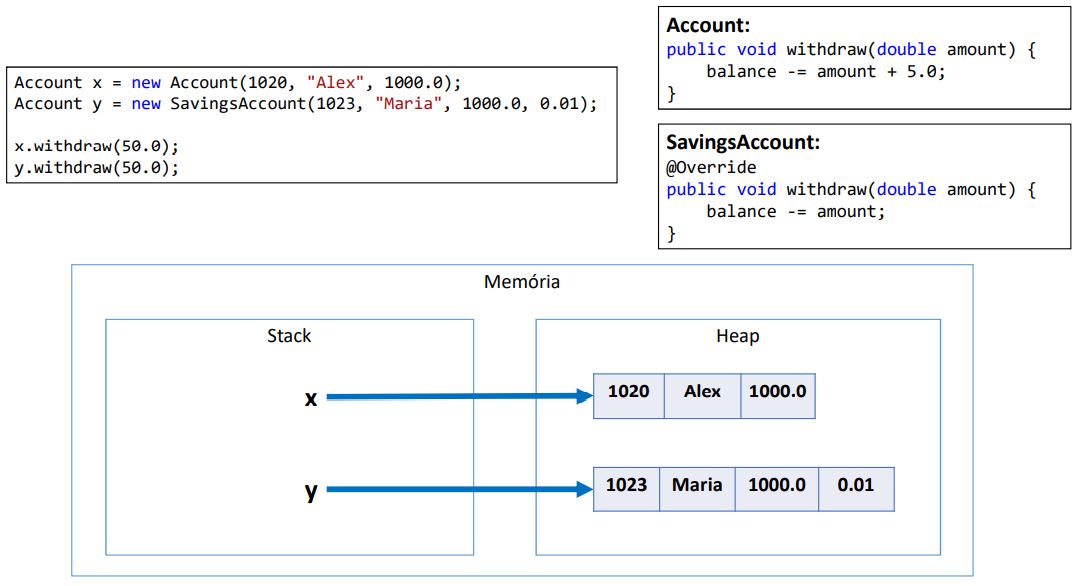 Account x = new Account(1020, "Alex", 1000.0);
Account y = new SavingsAccount(1023, "Maria", 1000.0, 0.01);
x.withdraw(50.0);
y.withdraw(50.0);
Account:
public void withdraw(double amount) {
balance -= amount + 5.0;
}
SavingsAccount:
@Override
public void withdraw(double amount) {
balance -= amount;
}
Memória
Stack
Heap
x
1020 Alex 1000.0
y
1023 Maria 1000.0 0.01